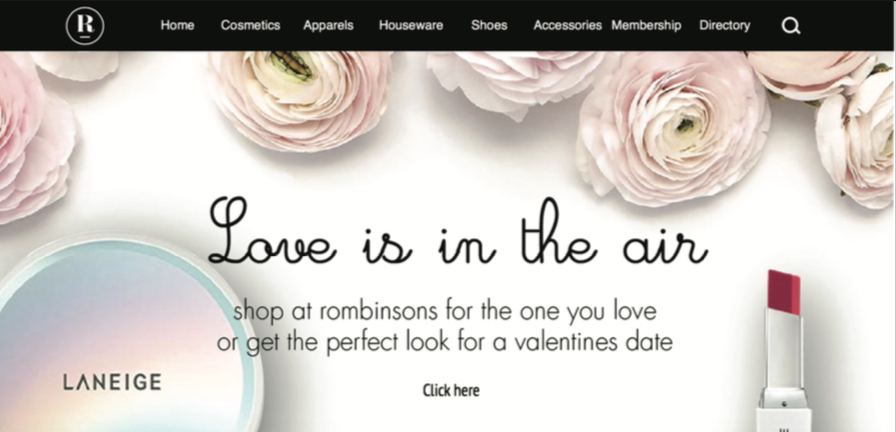 R
Home Cosmetics Apparels Houseware Shoes Accessories Membership Directory
Love is in the air
shop at rombinsons for the one you love
or get the perfect look for a valentines date
LANEIGE
Click here